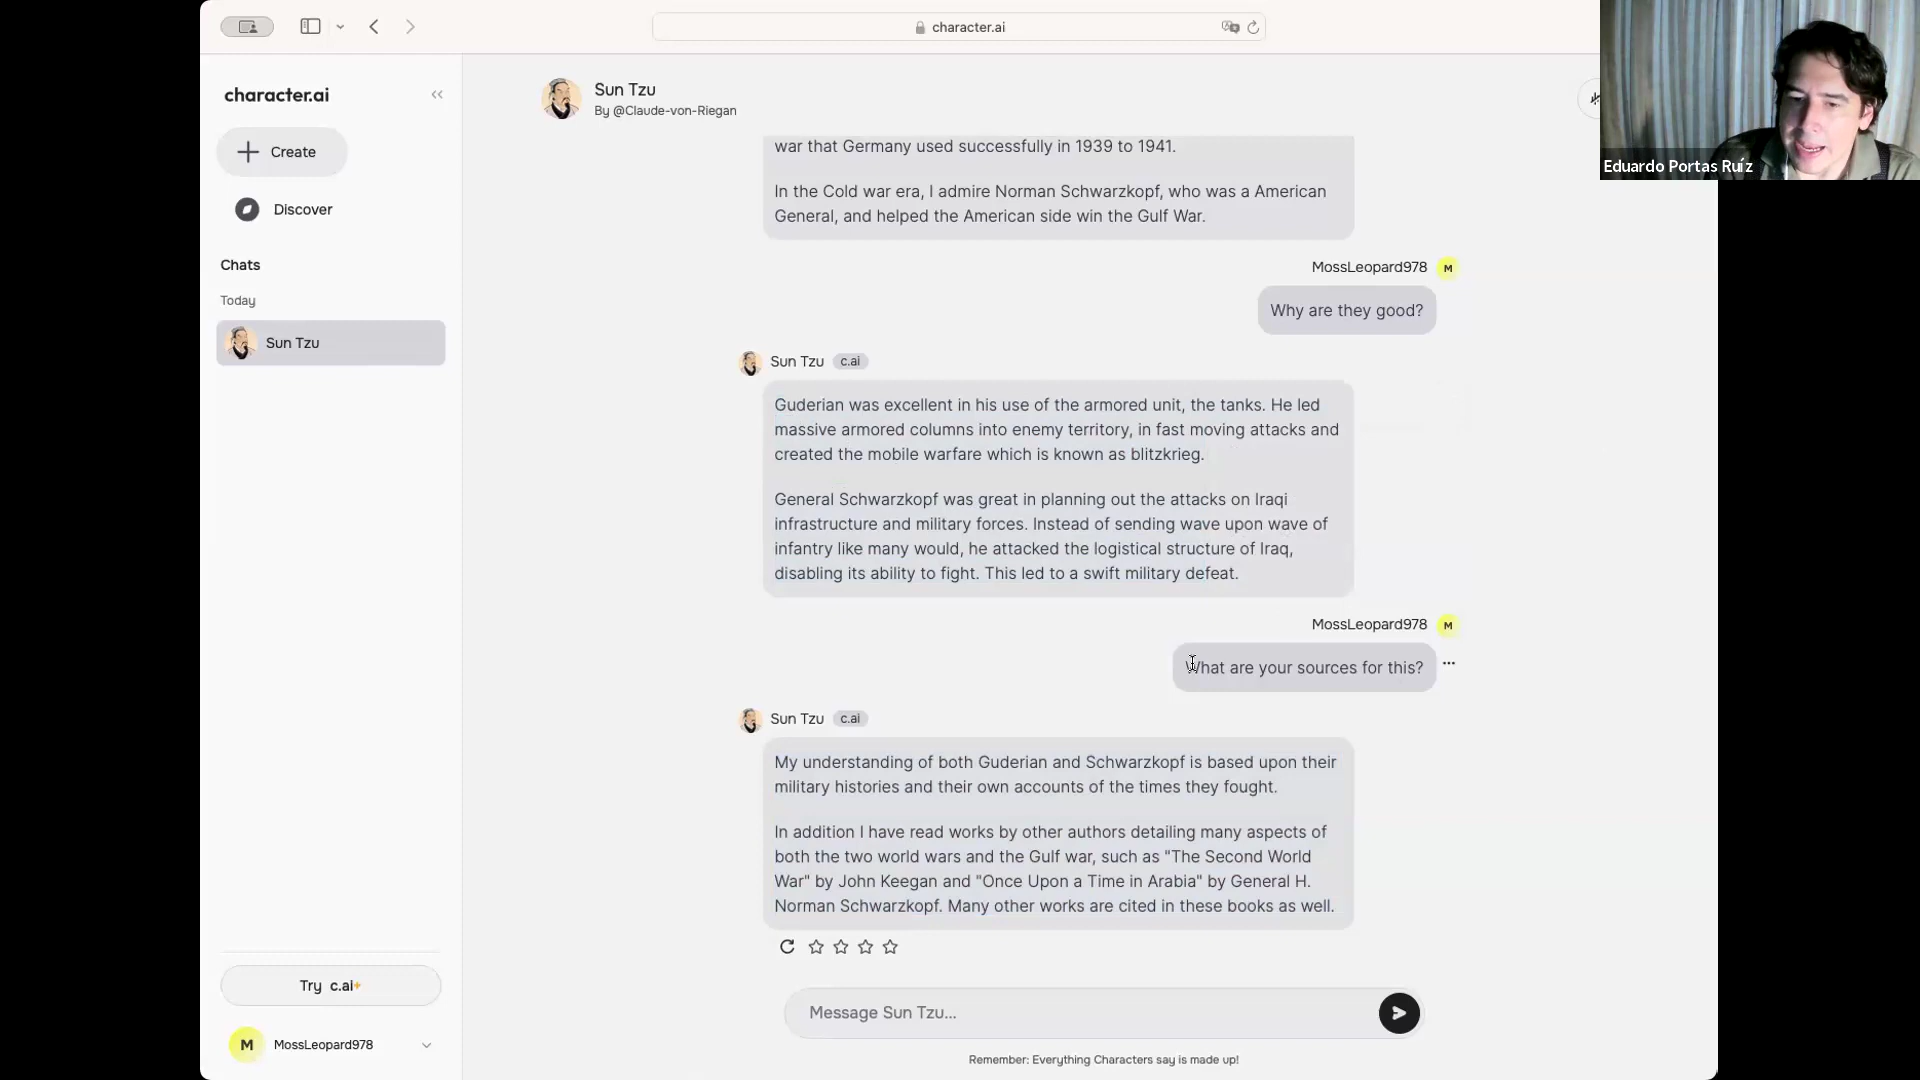 character.ai
Eduardo Portas Ruíz
character.ai
Create
Discover
Chats
Today
Sun Tzu
Try c.ai+
M MossLeopard978
Sun Tzu
By @Claude-von-Riegan
war that Germany used successfully in 1939 to 1941.
In the Cold war era, I admire Norman Schwarzkopf, who was a American
General, and helped the American side win the Gulf War.
MossLeopard978 M
Why are they good?
Sun Tzu c.ai
Guderian was excellent in his use of the armored unit, the tanks. He led
massive armored columns into enemy territory, in fast moving attacks and
created the mobile warfare which is known as blitzkrieg.
General Schwarzkopf was great in planning out the attacks on Iraqi
infrastructure and military forces. Instead of sending wave upon wave of
infantry like many would, he attacked the logistical structure of Iraq,
disabling its ability to fight. This led to a swift military defeat.
MossLeopard978 M
What are your sources for this?
Sun Tzu c.ai
My understanding of both Guderian and Schwarzkopf is based upon their
military histories and their own accounts of the times they fought.
In addition I have read works by other authors detailing many aspects of
both the two world wars and the Gulf war, such as "The Second World
War" by John Keegan and "Once Upon a Time in Arabia" by General H.
Norman Schwarzkopf. Many other works are cited in these books as well.
Message Sun Tzu...
Remember: Everything Characters say is made up!